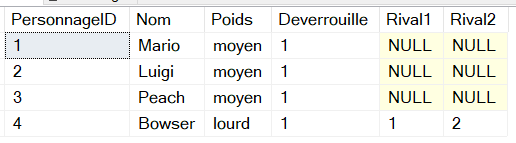 PersonnageID Nom Poids Deverrouille Rival1 Rival2
1 Mario moyen 1 NULL NULL
2 Luigi moyen 1 NULL NULL
3 Peach moyen 1 NULL NULL
4 Bowser lourd 1 1 2